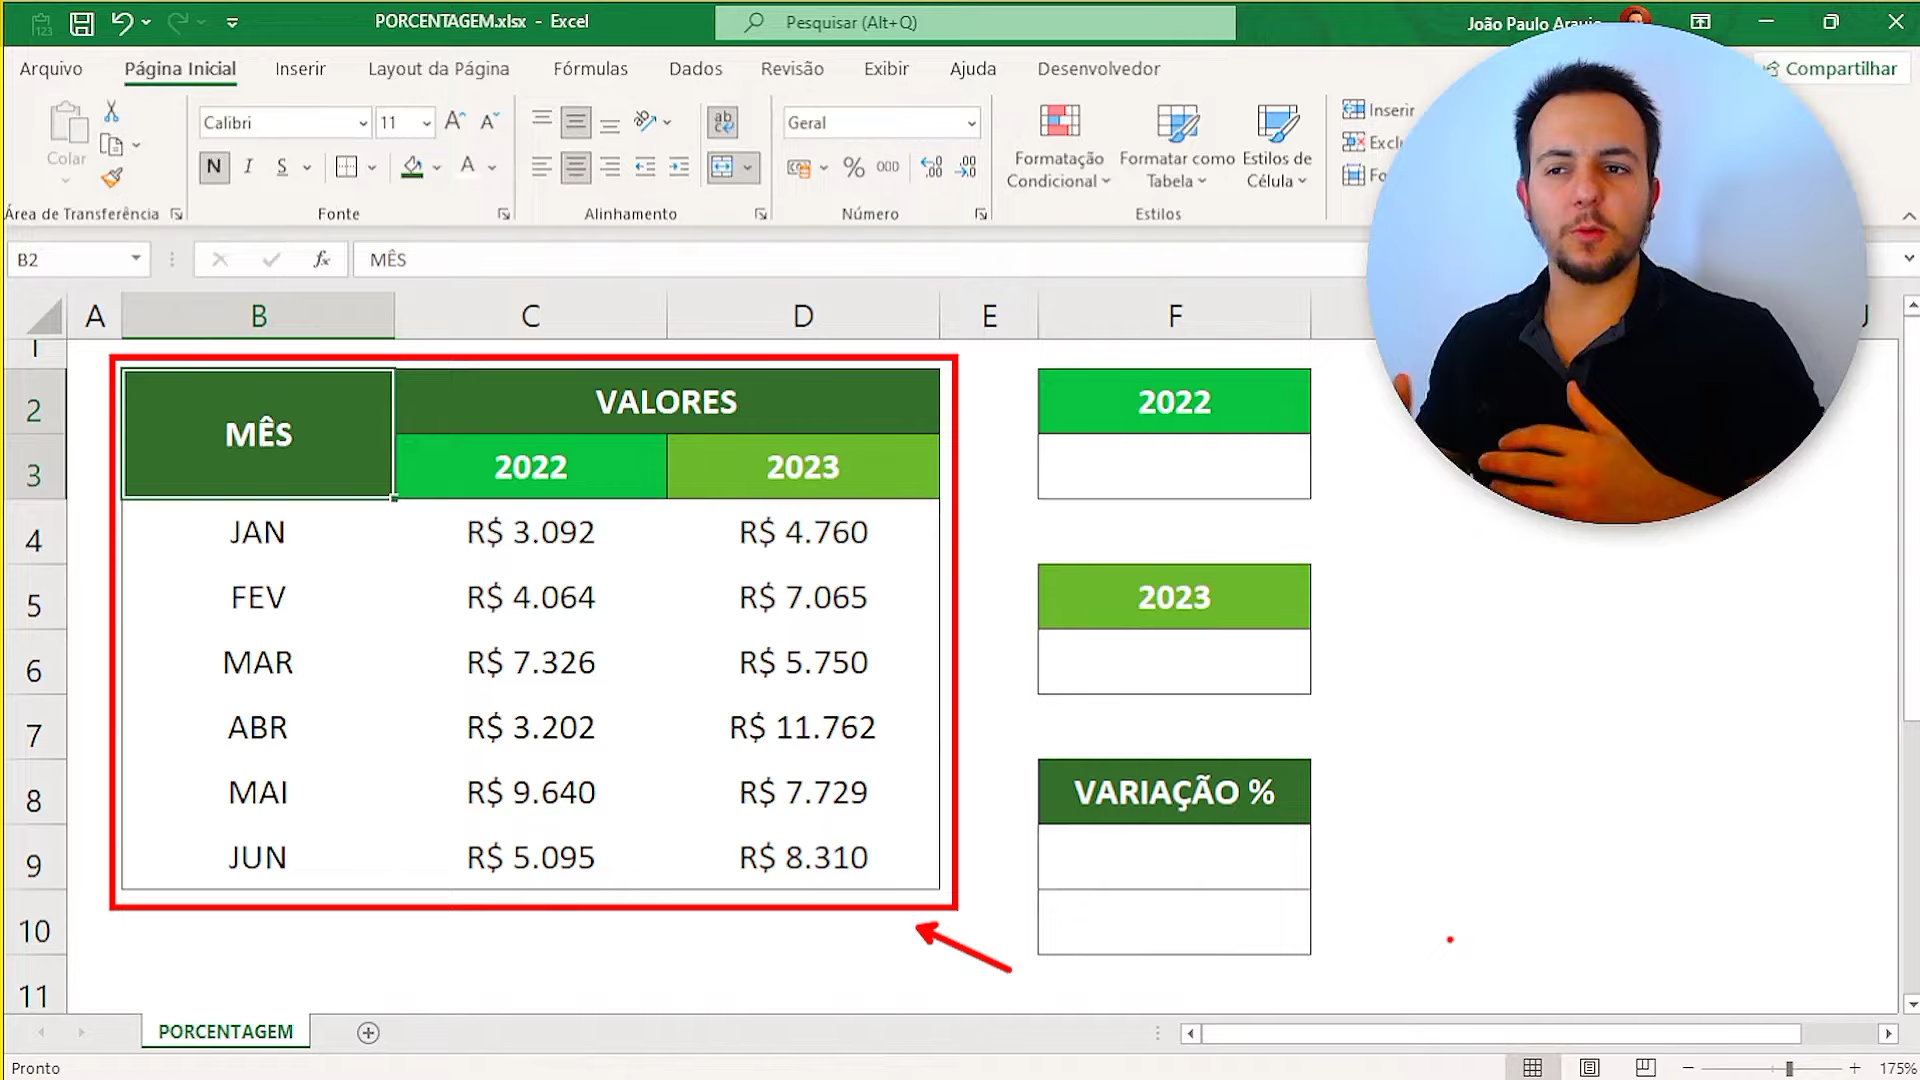 PORCENTAGEM.xlsx - Excel
Pesquisar (Alt+Q)
Arquivo Página Inicial Inserir Layout da Página Fórmulas Dados Revisão Exibir Ajuda Desenvolvedor Compartilhar
Colar
Calibri 11
N I S
ab
Geral
% 000
Formatação Condicional
Formatar como Tabela
Estilos de Célula
Inserir
Área de Transferência Fonte Alinhamento Número Estilos
B2 fx MÊS
A B C D E F
1
2 MÊS VALORES 2022
3 2022 2023
4 JAN R$ 3.092 R$ 4.760
5 FEV R$ 4.064 R$ 7.065 2023
6 MAR R$ 7.326 R$ 5.750
7 ABR R$ 3.202 R$ 11.762
8 MAI R$ 9.640 R$ 7.729 VARIAÇÃO %
9 JUN R$ 5.095 R$ 8.310
10
11
PORCENTAGEM
Pronto 175%